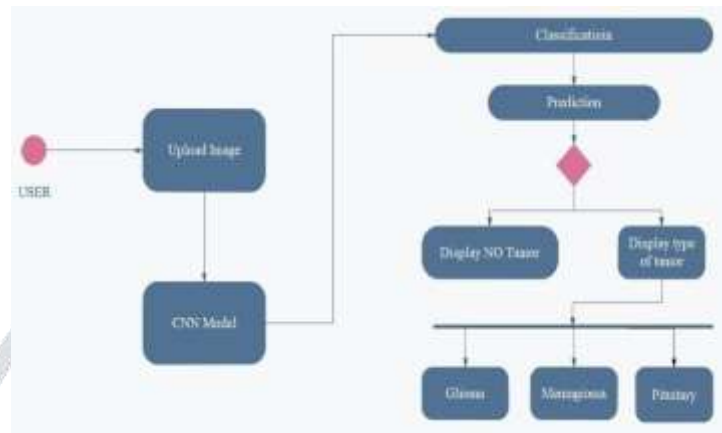 Classification
Prediction
Upload Image
USER
Display NO Tumor
Display type
of tumor
CNN Model
Glioma
Meningioma
Pituitary